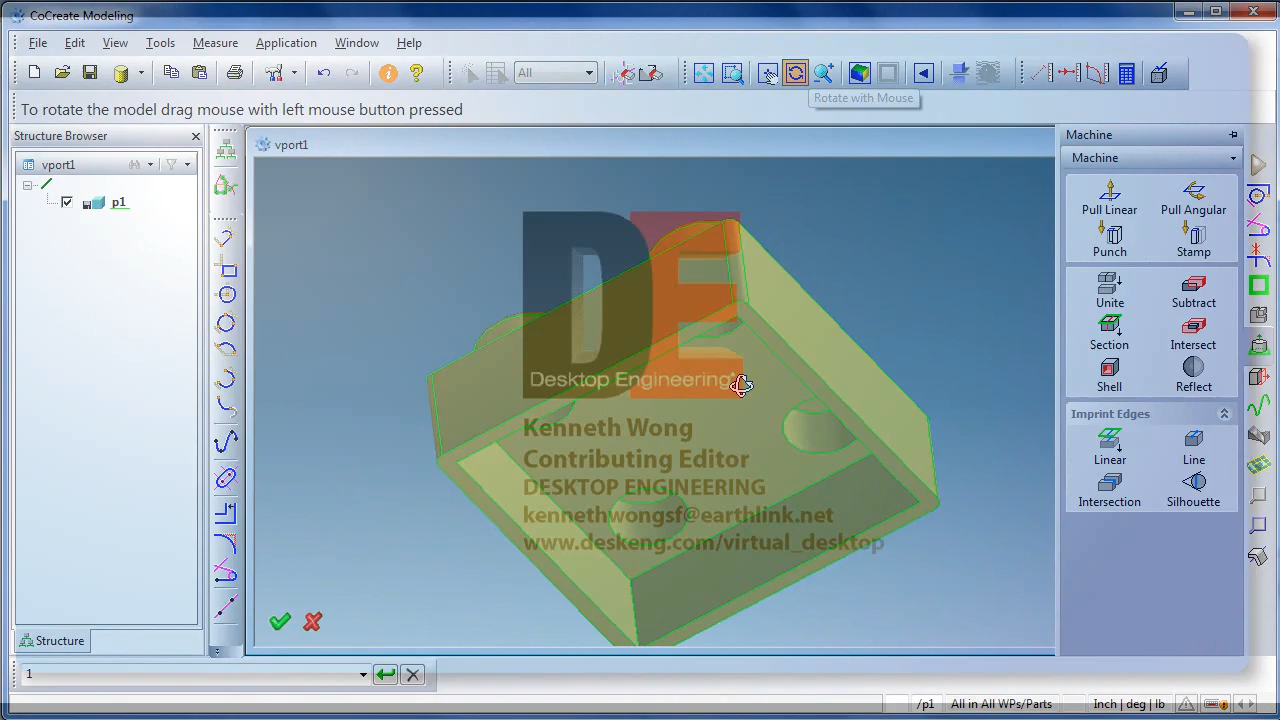 CoCreate Modeling
File Edit View Tools Measure Application Window Help
All
Rotate with Mouse
To rotate the model drag mouse with left mouse button pressed
Structure Browser
vport1
p1
Structure
vport1
DE
Desktop Engineering
Kenneth Wong
Contributing Editor
DESKTOP ENGINEERING
kennethwongsf@earthlink.net
www.deskeng.com/virtual_desktop
Machine
Machine
Pull Linear Pull Angular
Punch Stamp
Unite Subtract
Section Intersect
Shell Reflect
Imprint Edges
Linear Line
Intersection Silhouette
1
/p1 All in All WPs/Parts Inch | deg | lb